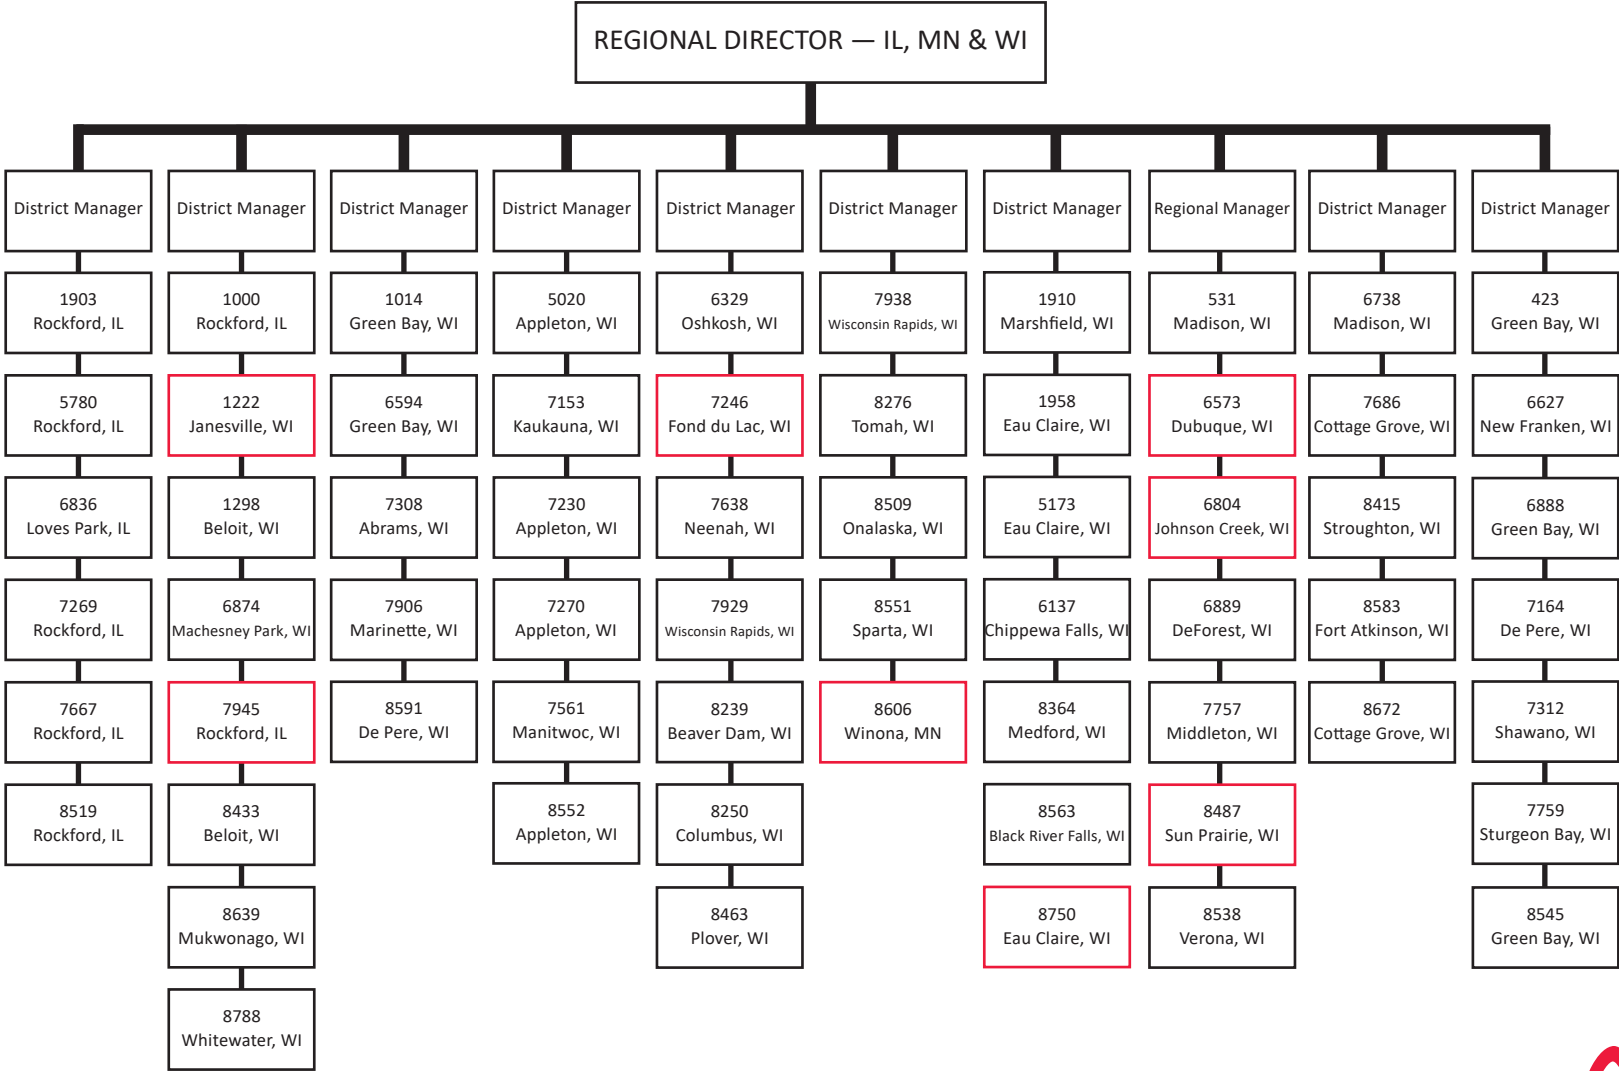 REGIONAL DIRECTOR — IL, MN & WI
District Manager
1903
Rockford, IL
5780
Rockford, IL
6836
Loves Park, IL
7269
Rockford, IL
7667
Rockford, IL
8519
Rockford, IL
District Manager
1000
Rockford, IL
1222
Janesville, WI
1298
Beloit, WI
6874
Machesney Park, WI
7945
Rockford, IL
8433
Beloit, WI
8639
Mukwonago, WI
8788
Whitewater, WI
District Manager
1014
Green Bay, WI
6594
Green Bay, WI
7308
Abrams, WI
7906
Marinette, WI
8591
De Pere, WI
District Manager
5020
Appleton, WI
7153
Kaukauna, WI
7230
Appleton, WI
7270
Appleton, WI
7561
Manitwoc, WI
8552
Appleton, WI
District Manager
6329
Oshkosh, WI
7246
Fond du Lac, WI
7638
Neenah, WI
7929
Wisconsin Rapids, WI
8239
Beaver Dam, WI
8250
Columbus, WI
8463
Plover, WI
District Manager
7938
Wisconsin Rapids, WI
8276
Tomah, WI
8509
Onalaska, WI
8551
Sparta, WI
8606
Winona, MN
District Manager
1910
Marshfield, WI
1958
Eau Claire, WI
5173
Eau Claire, WI
6137
Chippewa Falls, WI
8364
Medford, WI
8563
Black River Falls, WI
8750
Eau Claire, WI
Regional Manager
531
Madison, WI
6573
Dubuque, WI
6804
Johnson Creek, WI
6889
DeForest, WI
7757
Middleton, WI
8487
Sun Prairie, WI
8538
Verona, WI
District Manager
6738
Madison, WI
7686
Cottage Grove, WI
8415
Stroughton, WI
8583
Fort Atkinson, WI
8672
Cottage Grove, WI
District Manager
423
Green Bay, WI
6627
New Franken, WI
6888
Green Bay, WI
7164
De Pere, WI
7312
Shawano, WI
7759
Sturgeon Bay, WI
8545
Green Bay, WI